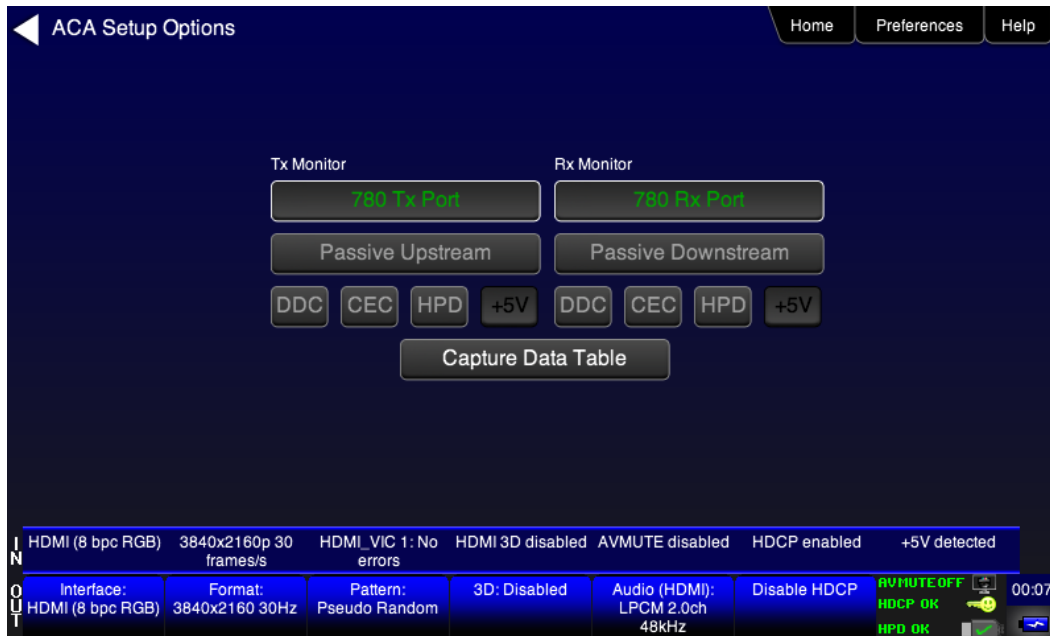 ACA Setup Options
Home
Preferences
Help
Tx Monitor
Rx Monitor
780 Tx Port
780 Rx Port
Passive Upstream
Passive Downstream
DDC
CEC
HPD
+5V
DDC
CEC
HPD
+5V
Capture Data Table
IN
HDMI (8 bpc RGB)
3840x2160p 30
frames/s
HDMI_VIC 1: No
errors
HDMI 3D disabled
AVMUTE disabled
HDCP enabled
+5V detected
OUT
Interface:
HDMI (8 bpc RGB)
Format:
3840x2160 30Hz
Pattern:
Pseudo Random
3D: Disabled
Audio (HDMI):
LPCM 2.0ch
48kHz
Disable HDCP
AVMUTE OFF
HDCP OK
HPD OK
00:07